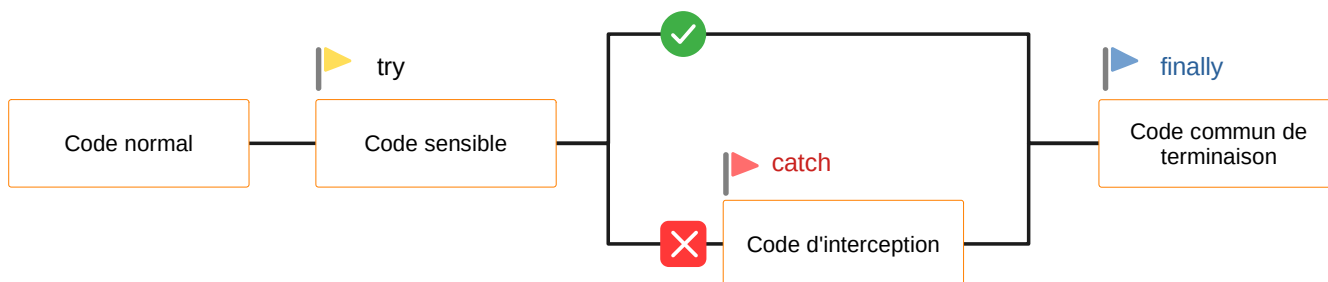 try
finally
Code normal
Code sensible
Code commun de
terminaison
catch
Code d'interception